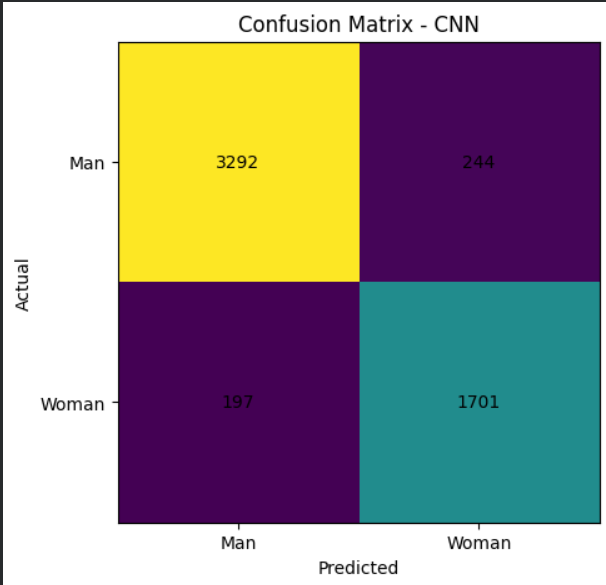 Confusion Matrix - CNN
Man
3292
244
Actual
Woman
197
1701
Man
Woman
Predicted